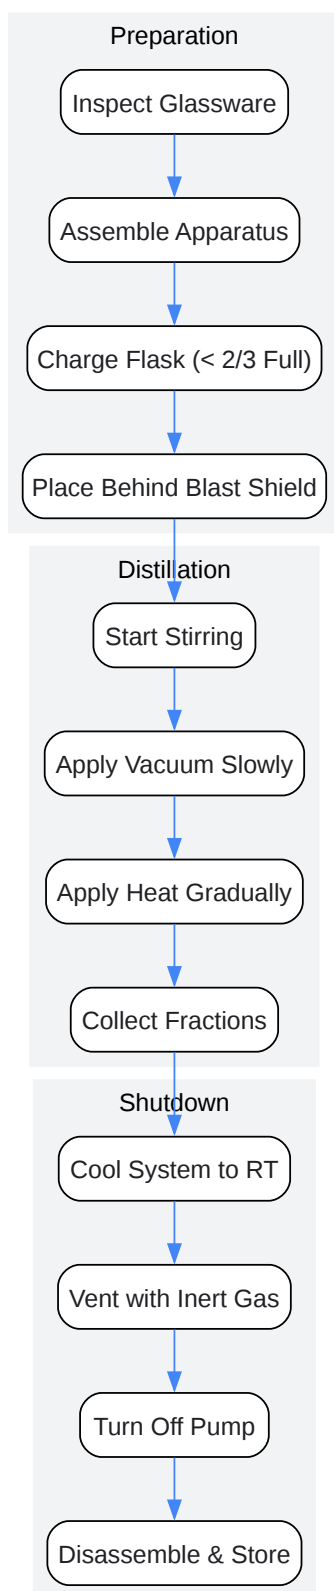 Preparation
Inspect Glassware
Assemble Apparatus
Charge Flask (< 2/3 Full)
Place Behind Blast Shield
Distillation
Start Stirring
Apply Vacuum Slowly
Apply Heat Gradually
Collect Fractions
Shutdown
Cool System to RT
Vent with Inert Gas
Turn Off Pump
Disassemble & Store